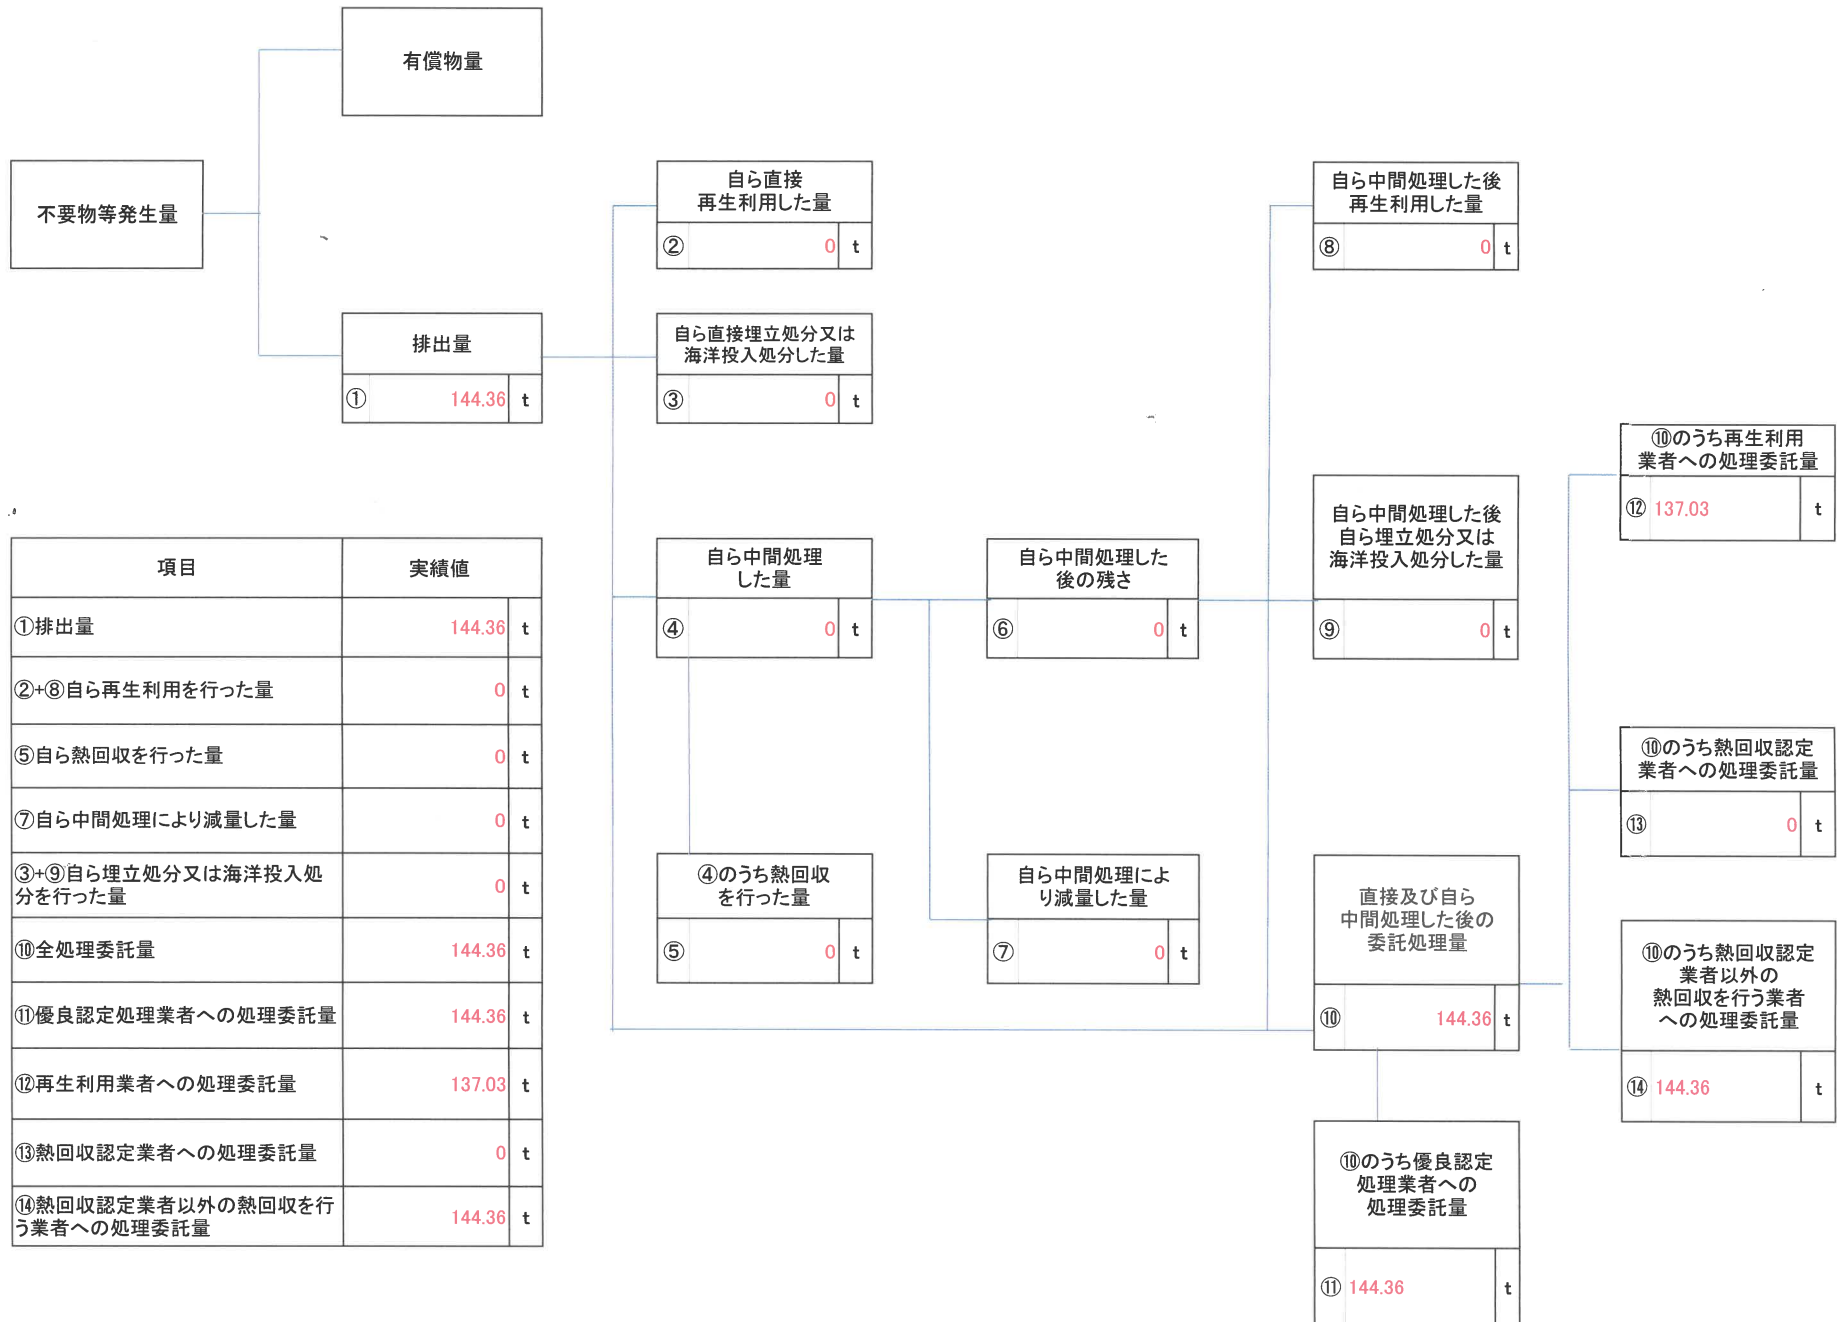 有償物量
不要物等発生量
排出量
① 144.36 t
自ら直接
再生利用した量
② 0 t
自ら直接埋立処分又は
海洋投入処分した量
③ 0 t
自ら中間処理
した量
④ 0 t
④のうち熱回収
を行った量
⑤ 0 t
自ら中間処理した
後の残さ
⑥ 0 t
自ら中間処理によ
り減量した量
⑦ 0 t
自ら中間処理した後
再生利用した量
⑧ 0 t
自ら中間処理した後
自ら埋立処分又は
海洋投入処分した量
⑨ 0 t
直接及び自ら
中間処理した後の
委託処理量
⑩ 144.36 t
⑩のうち優良認定
処理業者への
処理委託量
⑪ 144.36 t
⑩のうち再生利用
業者への処理委託量
⑫ 137.03 t
⑩のうち熱回収認定
業者への処理委託量
⑬ 0 t
⑩のうち熱回収認定
業者以外の
熱回収を行う業者
への処理委託量
⑭ 144.36 t
項目 実績値
①排出量 144.36 t
②+⑧自ら再生利用を行った量 0 t
⑤自ら熱回収を行った量 0 t
⑦自ら中間処理により減量した量 0 t
③+⑨自ら埋立処分又は海洋投入処
分を行った量 0 t
⑩全処理委託量 144.36 t
⑪優良認定処理業者への処理委託量 144.36 t
⑫再生利用業者への処理委託量 137.03 t
⑬熱回収認定業者への処理委託量 0 t
⑭熱回収認定業者以外の熱回収を行
う業者への処理委託量 144.36 t